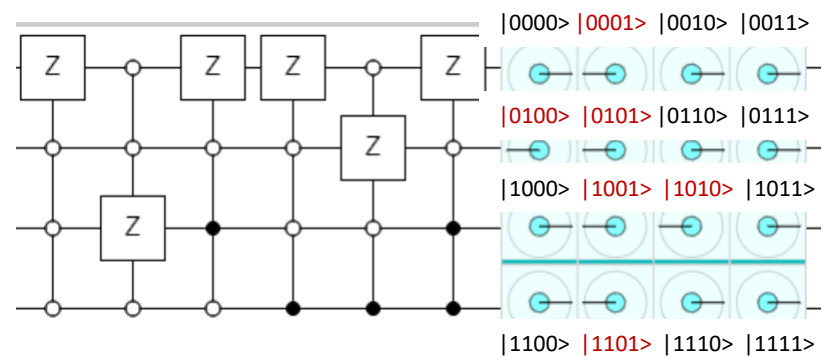 |0000> |0001> |0010> |0011>
Z Z Z Z
|0100> |0101> |0110> |0111>
Z
|1000> |1001> |1010> |1011>
Z
|1100> |1101> |1110> |1111>